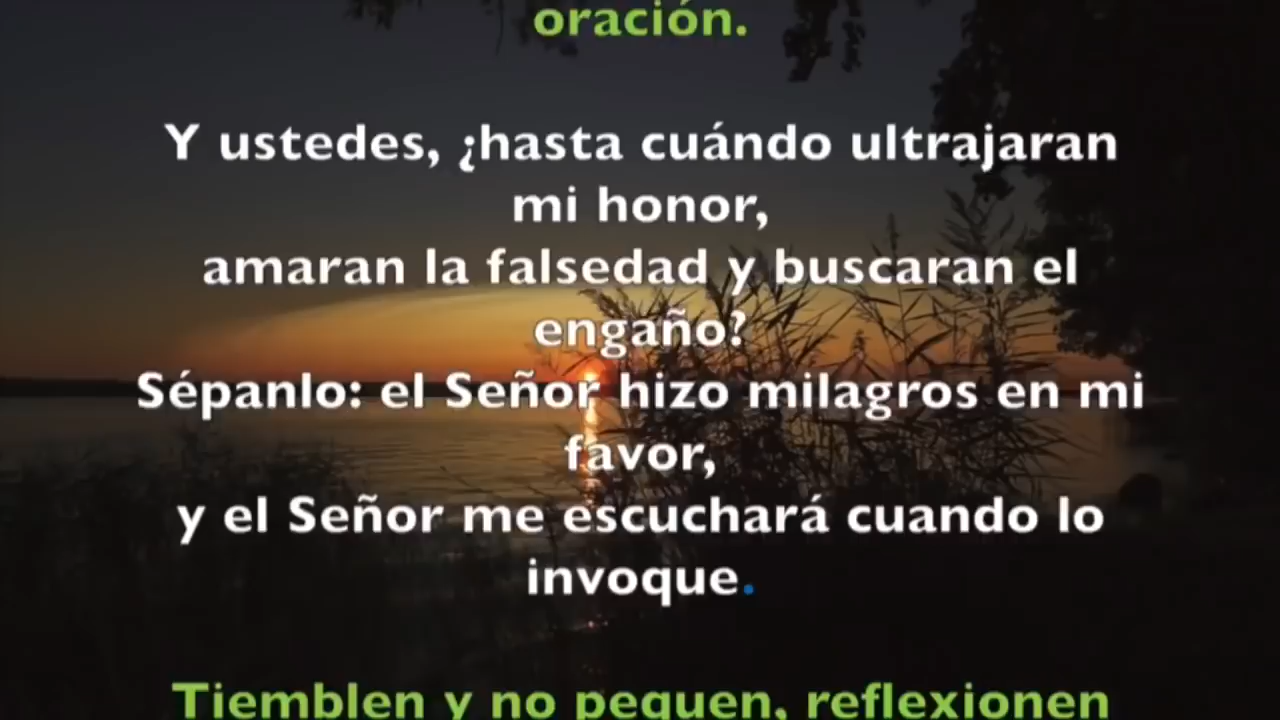 oración.
Y ustedes, ¿hasta cuándo ultrajaran
mi honor,
amaran la falsedad y buscaran el
engaño?
Sépanlo: el Señor hizo milagros en mi
favor,
y el Señor me escuchará cuando lo
invoque.
Tiemblen y no pequen, reflexionen